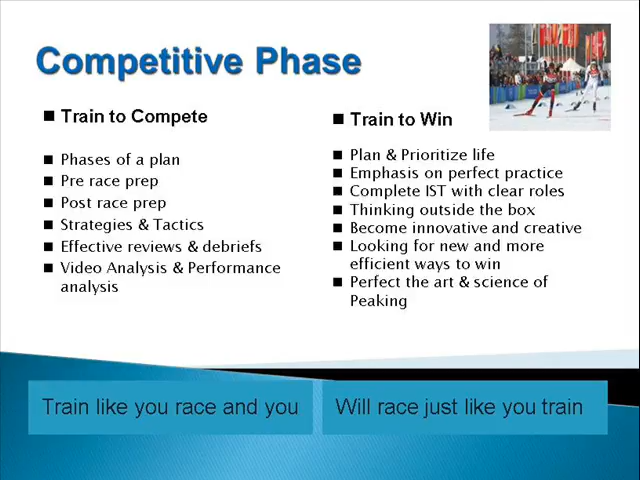 Competitive Phase
Train to Compete
Phases of a plan
Pre race prep
Post race prep
Strategies & Tactics
Effective reviews & debriefs
Video Analysis & Performance
analysis
Train to Win
Plan & Prioritize life
Emphasis on perfect practice
Complete IST with clear roles
Thinking outside the box
Become innovative and creative
Looking for new and more
efficient ways to win
Perfect the art & science of
Peaking
Train like you race and you
Will race just like you train